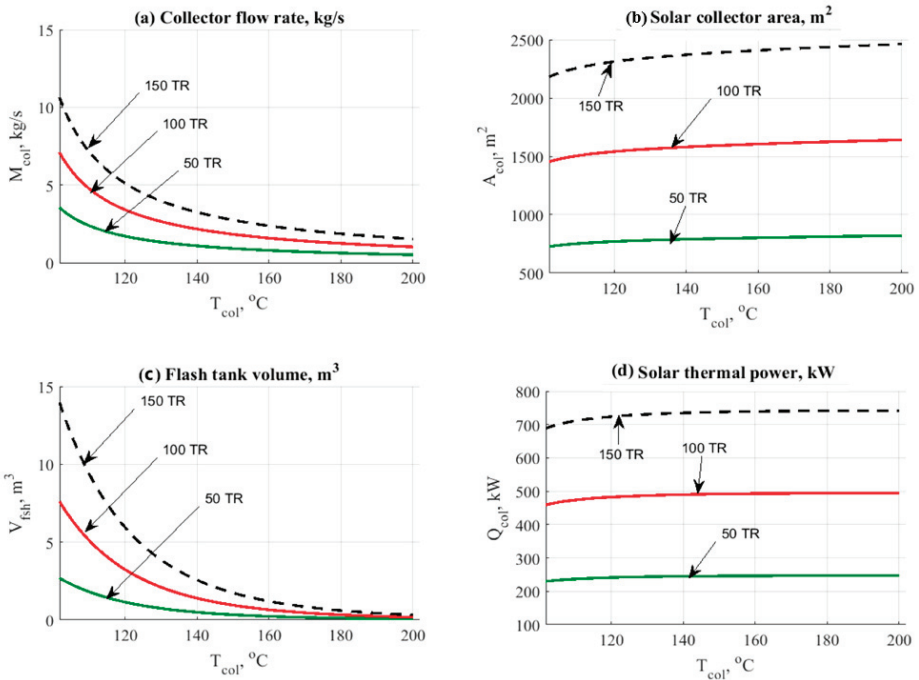 (a) Collector flow rate, kg/s
15
10
5
0
M_col, kg/s
150 TR
100 TR
50 TR
120 140 160 180 200
T_col, °C
(b) Solar collector area, m²
2500
2000
1500
1000
500
A_col, m²
150 TR
100 TR
50 TR
120 140 160 180 200
T_col, °C
(c) Flash tank volume, m³
15
10
5
0
V_fsh, m³
150 TR
100 TR
50 TR
120 140 160 180 200
T_col, °C
(d) Solar thermal power, kW
800
700
600
500
400
300
200
100
Q_col, kW
150 TR
100 TR
50 TR
120 140 160 180 200
T_col, °C